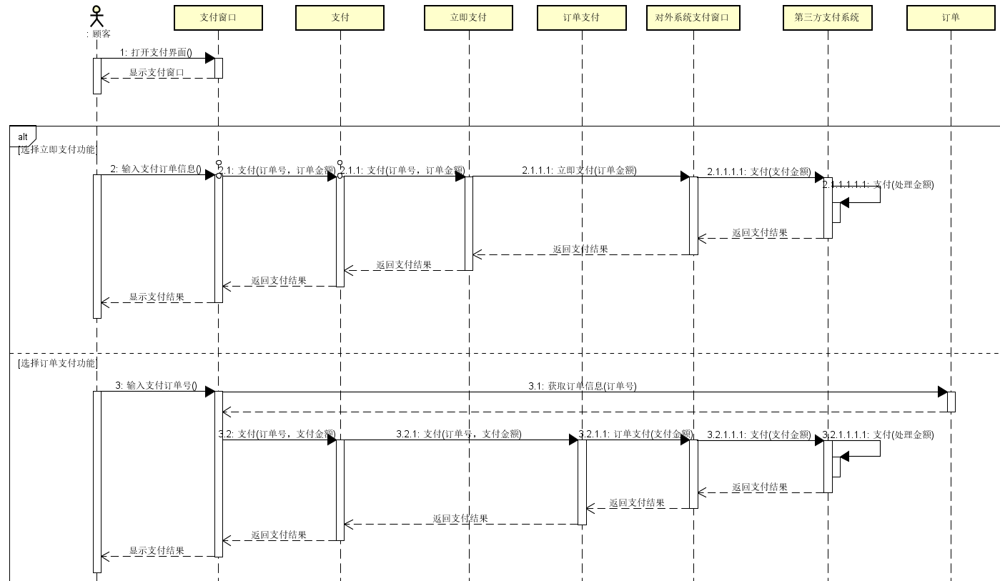 : 顾客
支付窗口
支付
立即支付
订单支付
对外系统支付窗口
第三方支付系统
订单
1: 打开支付界面()
显示支付窗口
alt
[选择立即支付功能]
2: 输入支付订单信息()
2.1: 支付(订单号，订单金额)
2.1.1: 支付(订单号，订单金额)
2.1.1.1: 立即支付(订单金额)
2.1.1.1.1: 支付(支付金额)
2.1.1.1.1.1: 支付(处理金额)
返回支付结果
返回支付结果
返回支付结果
返回支付结果
显示支付结果
[选择订单支付功能]
3: 输入支付订单号()
3.1: 获取订单信息(订单号)
3.2: 支付(订单号，支付金额)
3.2.1: 支付(订单号，支付金额)
3.2.1.1: 订单支付(支付金额)
3.2.1.1.1: 支付(支付金额)
3.2.1.1.1.1: 支付(处理金额)
返回支付结果
返回支付结果
返回支付结果
返回支付结果
显示支付结果